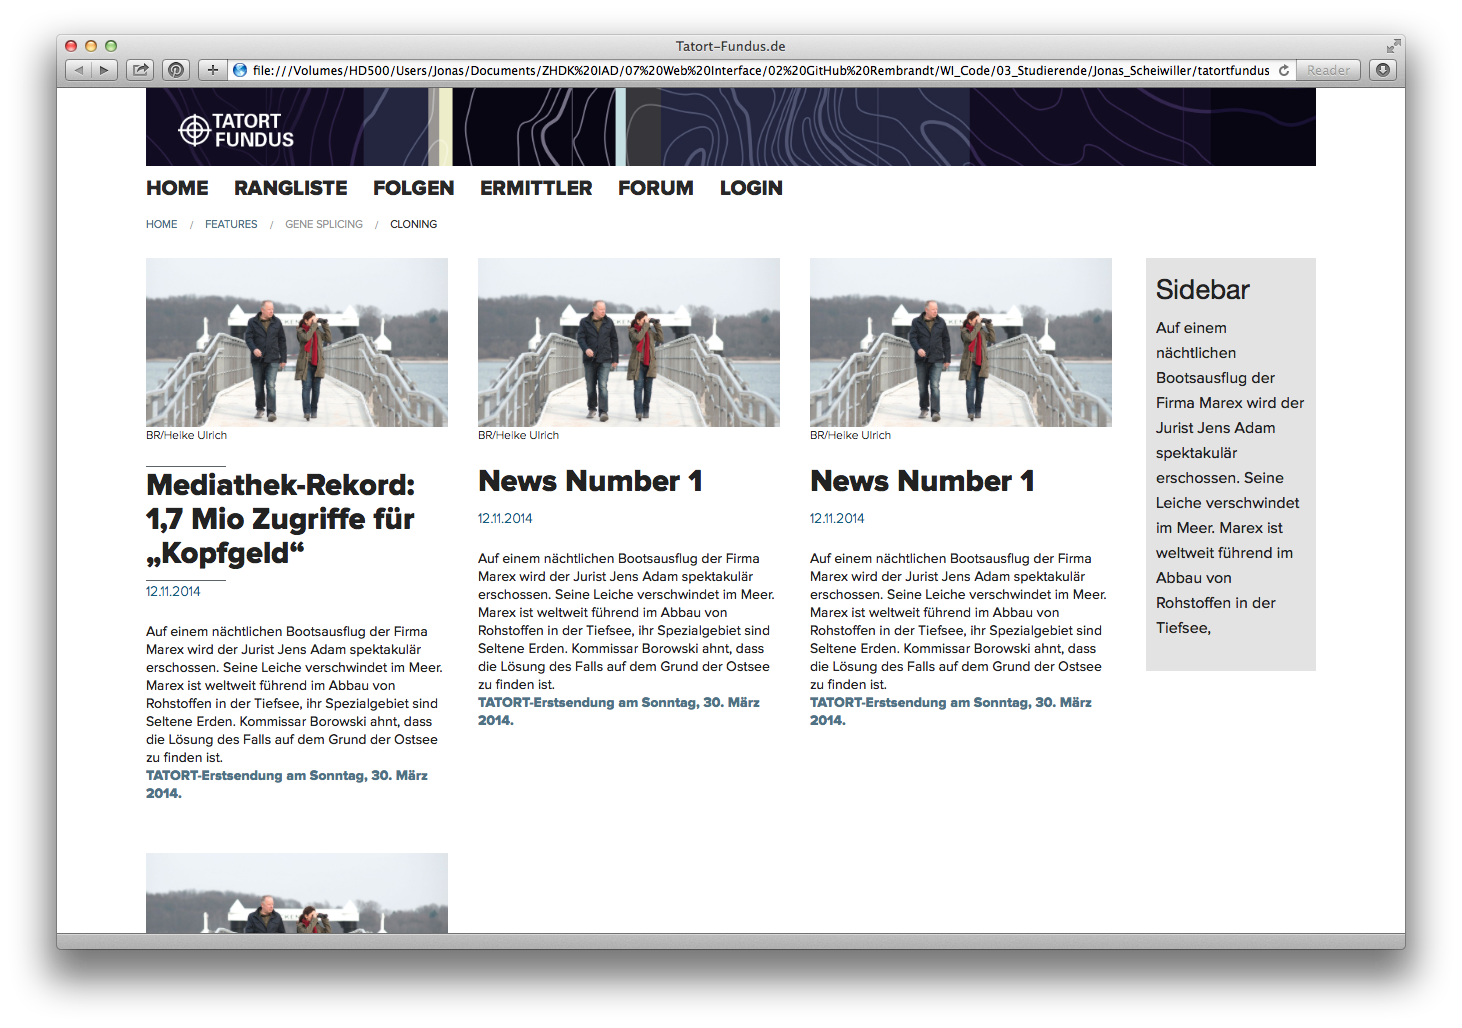 Tatort-Fundus.de
file:///Volumes/HD500/Users/Jonas/Documents/ZHDK%20IAD/07%20Web%20Interface/02%20GitHub%20Rembrandt/WI_Code/03_Studierende/Jonas_Scheiwiller/tatortfundus
Reader
TATORT
FUNDUS
HOME RANGLISTE FOLGEN ERMITTLER FORUM LOGIN
HOME / FEATURES / GENE SPLICING / CLONING
BR/Heike Ulrich
Mediathek-Rekord:
1,7 Mio Zugriffe für
„Kopfgeld“
12.11.2014
Auf einem nächtlichen Bootsausflug der Firma
Marex wird der Jurist Jens Adam spektakulär
erschossen. Seine Leiche verschwindet im Meer.
Marex ist weltweit führend im Abbau von
Rohstoffen in der Tiefsee, ihr Spezialgebiet sind
Seltene Erden. Kommissar Borowski ahnt, dass
die Lösung des Falls auf dem Grund der Ostsee
zu finden ist.
TATORT-Erstsendung am Sonntag, 30. März
2014.
BR/Heike Ulrich
News Number 1
12.11.2014
Auf einem nächtlichen Bootsausflug der Firma
Marex wird der Jurist Jens Adam spektakulär
erschossen. Seine Leiche verschwindet im Meer.
Marex ist weltweit führend im Abbau von
Rohstoffen in der Tiefsee, ihr Spezialgebiet sind
Seltene Erden. Kommissar Borowski ahnt, dass
die Lösung des Falls auf dem Grund der Ostsee
zu finden ist.
TATORT-Erstsendung am Sonntag, 30. März
2014.
BR/Heike Ulrich
News Number 1
12.11.2014
Auf einem nächtlichen Bootsausflug der Firma
Marex wird der Jurist Jens Adam spektakulär
erschossen. Seine Leiche verschwindet im Meer.
Marex ist weltweit führend im Abbau von
Rohstoffen in der Tiefsee, ihr Spezialgebiet sind
Seltene Erden. Kommissar Borowski ahnt, dass
die Lösung des Falls auf dem Grund der Ostsee
zu finden ist.
TATORT-Erstsendung am Sonntag, 30. März
2014.
Sidebar
Auf einem
nächtlichen
Bootsausflug der
Firma Marex wird der
Jurist Jens Adam
spektakulär
erschossen. Seine
Leiche verschwindet
im Meer. Marex ist
weltweit führend im
Abbau von
Rohstoffen in der
Tiefsee,